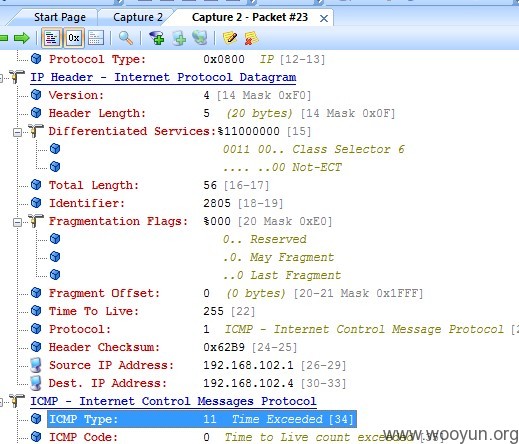 Start Page Capture 2 Capture 2 - Packet #23
Protocol Type: 0x0800 IP [12-13]
IP Header - Internet Protocol Datagram
Version: 4 [14 Mask 0xF0]
Header Length: 5 (20 bytes) [14 Mask 0x0F]
Differentiated Services:%11000000 [15]
0011 00.. Class Selector 6
.... ..00 Not-ECT
Total Length: 56 [16-17]
Identifier: 2805 [18-19]
Fragmentation Flags: %000 [20 Mask 0xE0]
0.. Reserved
.0. May Fragment
..0 Last Fragment
Fragment Offset: 0 (0 bytes) [20-21 Mask 0x1FFF]
Time To Live: 255 [22]
Protocol: 1 ICMP - Internet Control Message Protocol [2
Header Checksum: 0x62B9 [24-25]
Source IP Address: 192.168.102.1 [26-29]
Dest. IP Address: 192.168.102.4 [30-33]
ICMP - Internet Control Messages Protocol
ICMP Type: 11 Time Exceeded [34]
ICMP Code: 0 Time to Live count exceeded
www.wooyun.org